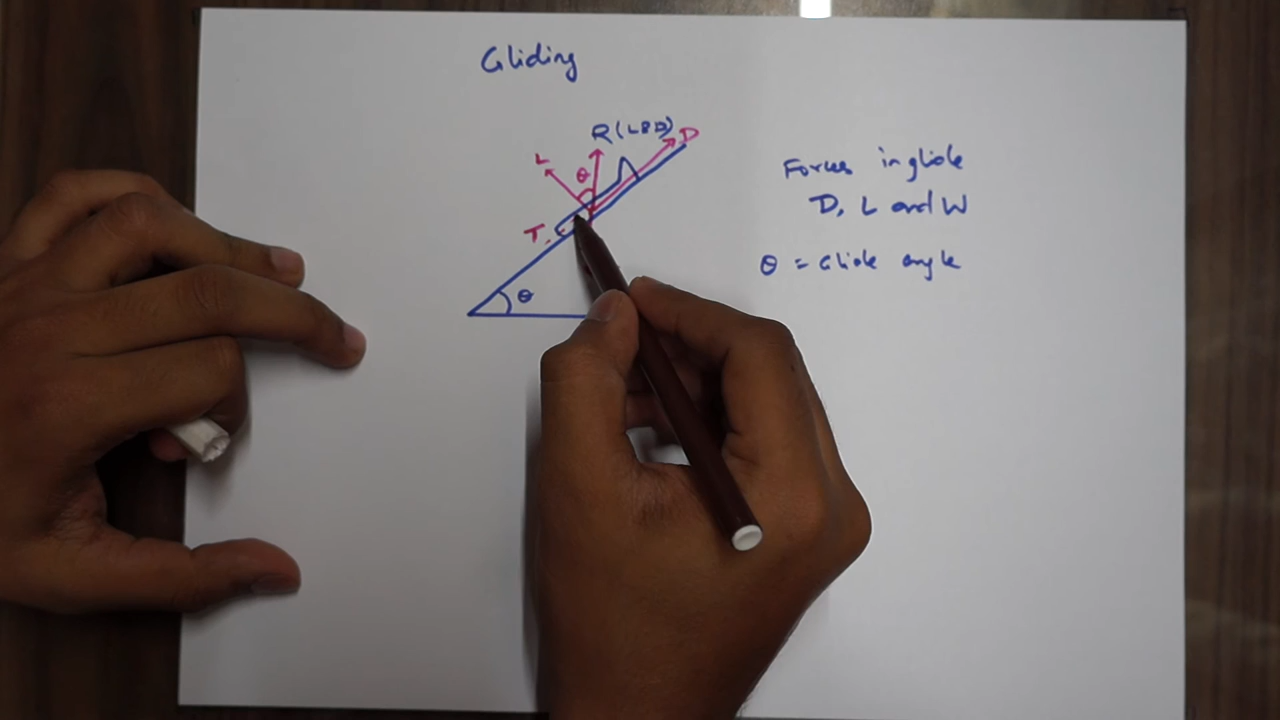 Gliding
R(L&D)
D
L
θ
T
θ
Forces in glide
D, L and W
θ = Glide angle